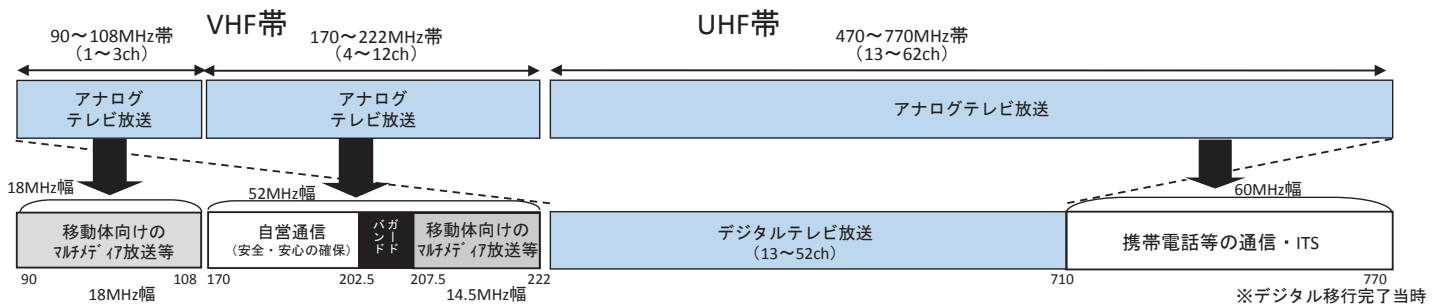 VHF帯
UHF帯
90～108MHz帯
（1～3ch）
170～222MHz帯
（4～12ch）
470～770MHz帯
（13～62ch）
アナログ
テレビ放送
アナログ
テレビ放送
アナログテレビ放送
18MHz幅
52MHz幅
60MHz幅
移動体向けの
ﾏﾙﾁﾒﾃﾞｨｱ放送等
自営通信
（安全・安心の確保）
ガード
バンド
移動体向けの
ﾏﾙﾁﾒﾃﾞｨｱ放送等
デジタルテレビ放送
（13～52ch）
携帯電話等の通信・ITS
90
108
170
202.5
207.5
222
710
770
18MHz幅
14.5MHz幅
※デジタル移行完了当時